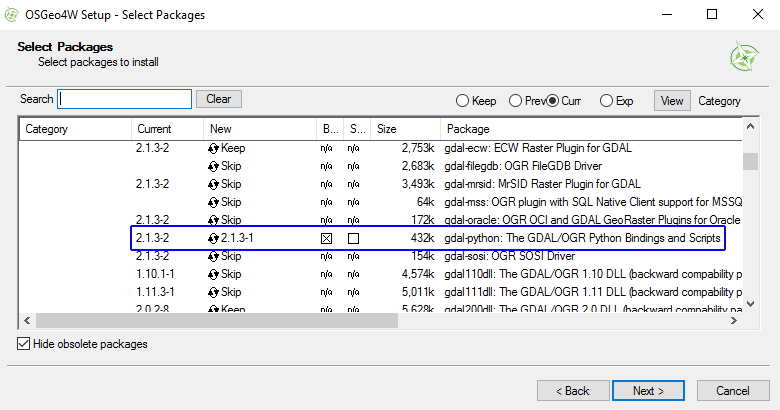 OSGeo4W Setup - Select Packages
Select Packages
Select packages to install
Search Clear Keep Prev Curr Exp View Category
Category Current New B... S... Size Package
2.1.3-2 Keep n/a n/a 2,753k gdal-ecw: ECW Raster Plugin for GDAL
Skip n/a n/a 2,683k gdal-filegdb: OGR FileGDB Driver
2.1.3-2 Skip n/a n/a 3,493k gdal-mrsid: MrSID Raster Plugin for GDAL
Skip n/a n/a 64k gdal-mss: OGR plugin with SQL Native Client support for MSSQ
2.1.3-2 Skip n/a n/a 172k gdal-oracle: OGR OCI and GDAL GeoRaster Plugins for Oracle
2.1.3-2 2.1.3-1 432k gdal-python: The GDAL/OGR Python Bindings and Scripts
2.1.3-2 Skip n/a n/a 154k gdal-sosi: OGR SOSI Driver
1.10.1-1 Skip n/a n/a 4,574k gdal110dll: The GDAL/OGR 1.10 DLL (backward compability p
1.11.3-1 Skip n/a n/a 5,011k gdal111dll: The GDAL/OGR 1.11 DLL (backward compability p
2.0.2-8 Keep n/a n/a 5,628k gdal200dll: The GDAL/OGR 2.0 DLL (backward compability pa
Hide obsolete packages
< Back Next > Cancel